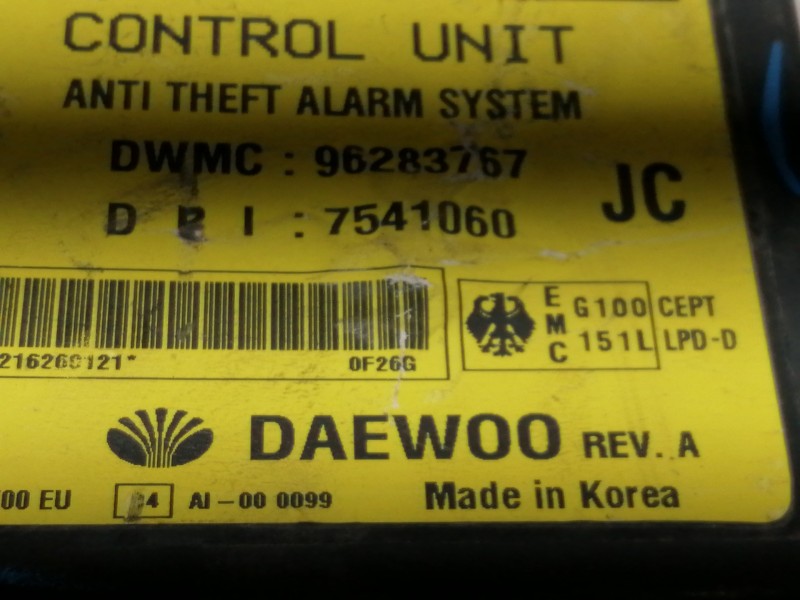 CONTROL UNIT
ANTI THEFT ALARM SYSTEM
DWMC : 96283767
JC
D P I : 7541060
0F26G
E M C
G100 151L
CEPT LPD-D
DAEWOO REV. A
00 EU
AI-00 0099
Made in Korea